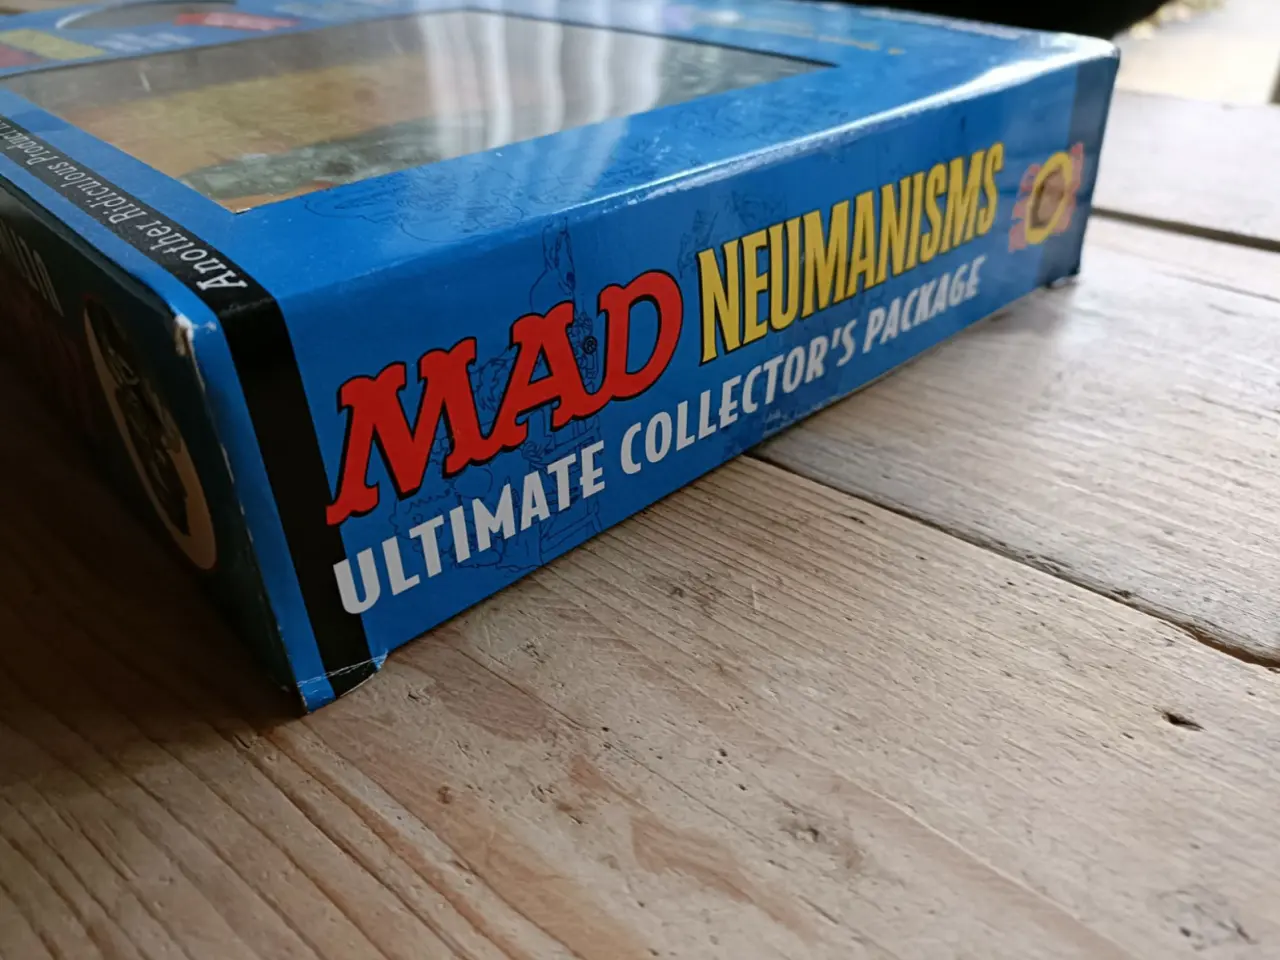 Another Ridiculous Product
MAD® NEUMANISMS
ULTIMATE COLLECTOR'S PACKAGE